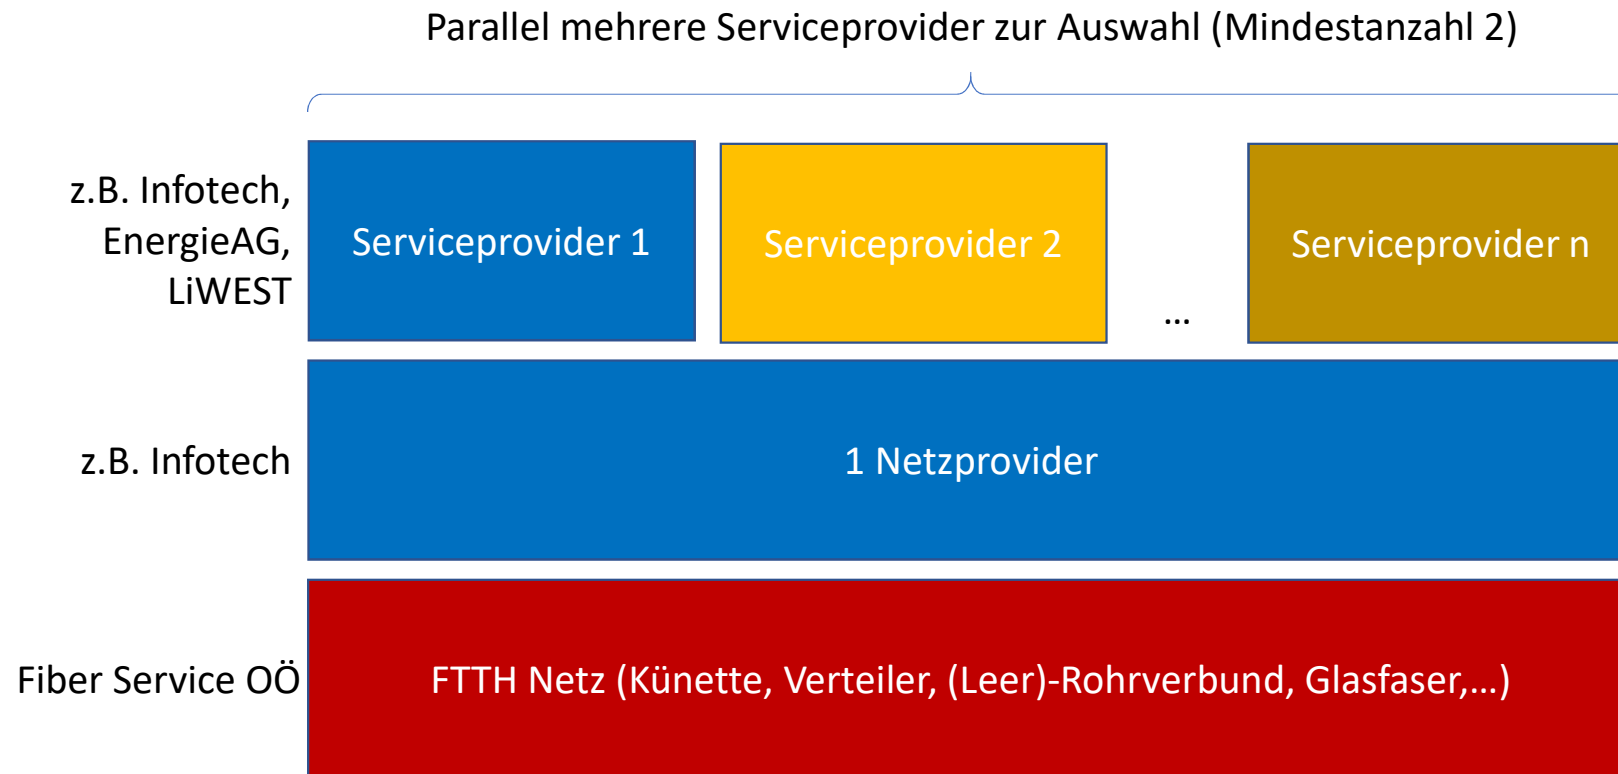 Parallel mehrere Serviceprovider zur Auswahl (Mindestanzahl 2)
z.B. Infotech,
EnergieAG,
LiWEST
Serviceprovider 1
Serviceprovider 2
...
Serviceprovider n
z.B. Infotech
1 Netzprovider
Fiber Service OÖ
FTTH Netz (Künette, Verteiler, (Leer)-Rohrverbund, Glasfaser,...)